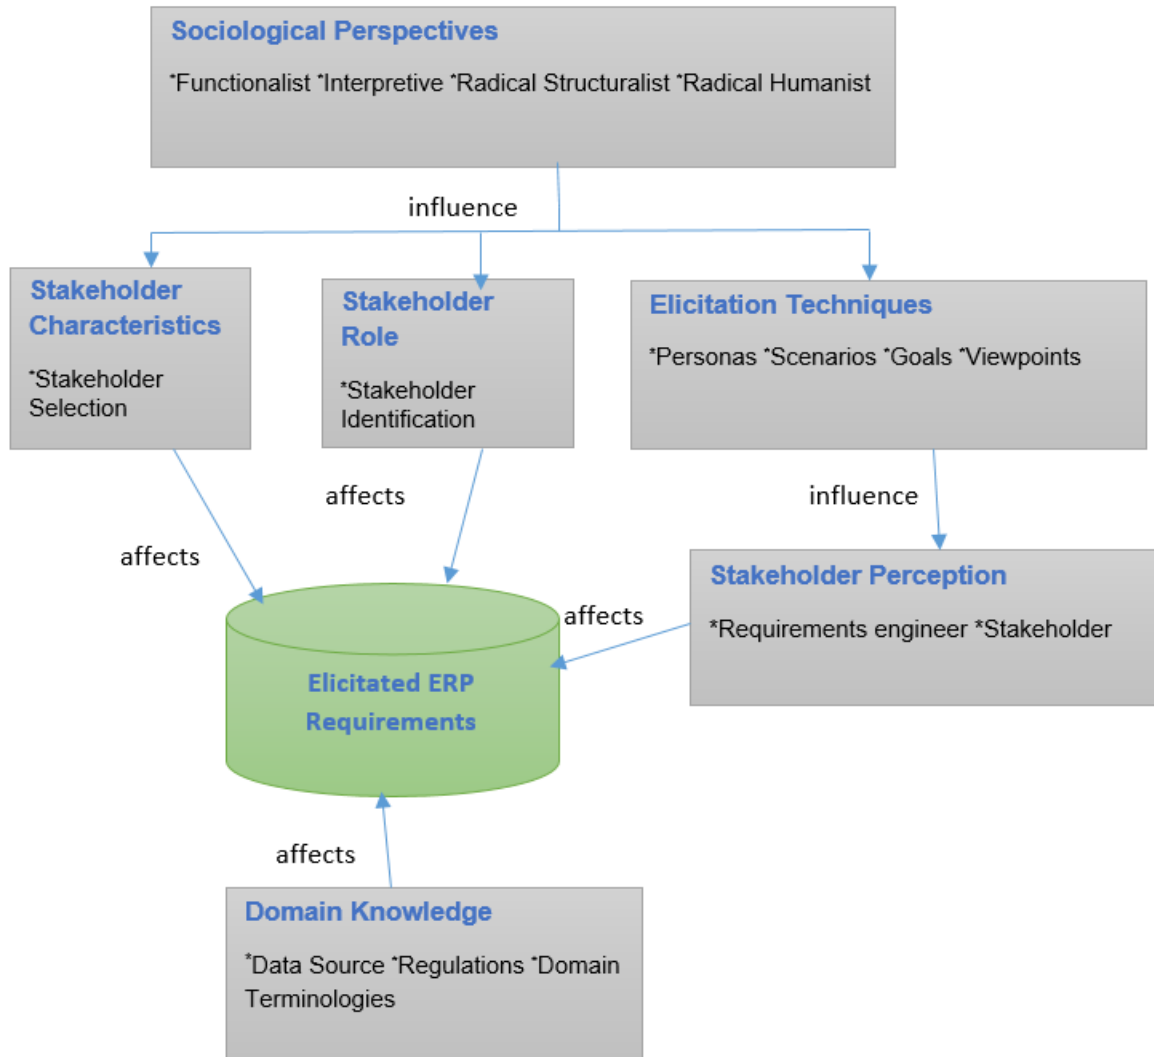 Sociological Perspectives
*Functionalist *Interpretive *Radical Structuralist *Radical Humanist
influence
Stakeholder
Characteristics
*Stakeholder
Selection
Stakeholder
Role
*Stakeholder
Identification
Elicitation Techniques
*Personas *Scenarios *Goals *Viewpoints
affects
affects
influence
Stakeholder Perception
*Requirements engineer *Stakeholder
affects
Elicitated ERP
Requirements
affects
Domain Knowledge
*Data Source *Regulations *Domain
Terminologies